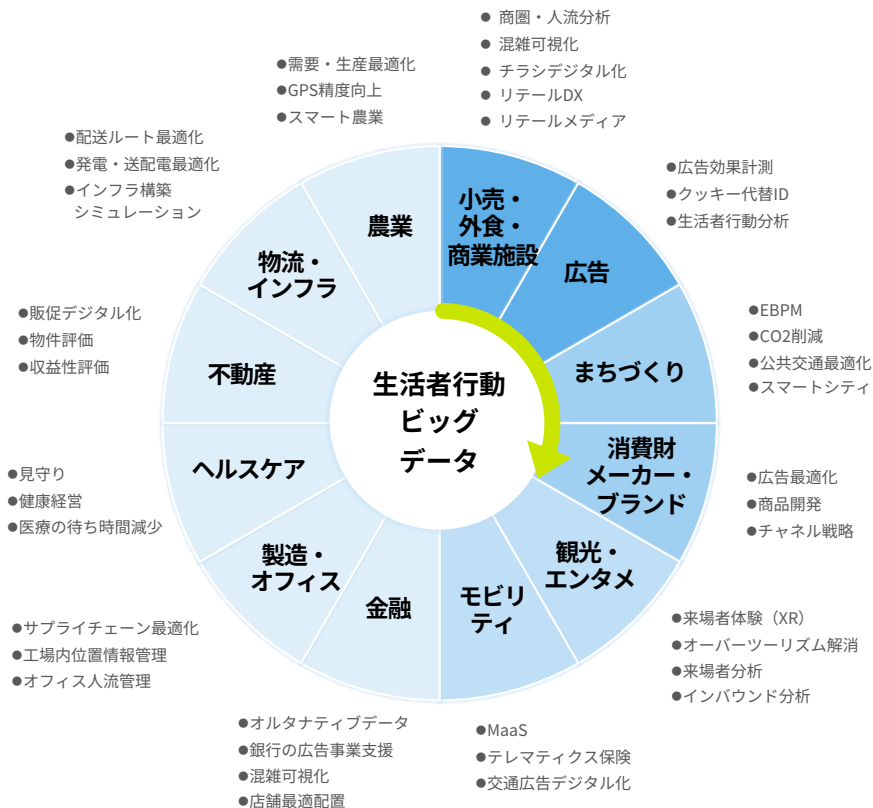 生活者行動
ビッグ
データ
小売・
外食・
商業施設
● 商圏・人流分析
● 混雑可視化
● チラシデジタル化
● リテールDX
● リテールメディア
広告
●広告効果計測
●クッキー代替ID
●生活者行動分析
まちづくり
●EBPM
●CO2削減
●公共交通最適化
●スマートシティ
消費財
メーカー・
ブランド
●広告最適化
●商品開発
●チャネル戦略
観光・
エンタメ
●来場者体験（XR）
●オーバーツーリズム解消
●来場者分析
●インバウンド分析
モビリ
ティ
●MaaS
●テレマティクス保険
●交通広告デジタル化
金融
●オルタナティブデータ
●銀行の広告事業支援
●混雑可視化
●店舗最適配置
製造・
オフィス
●サプライチェーン最適化
●工場内位置情報管理
●オフィス人流管理
ヘルスケア
●見守り
●健康経営
●医療の待ち時間減少
不動産
●販促デジタル化
●物件評価
●収益性評価
物流・
インフラ
●配送ルート最適化
●発電・送配電最適化
●インフラ構築
シミュレーション
農業
●需要・生産最適化
●GPS精度向上
●スマート農業